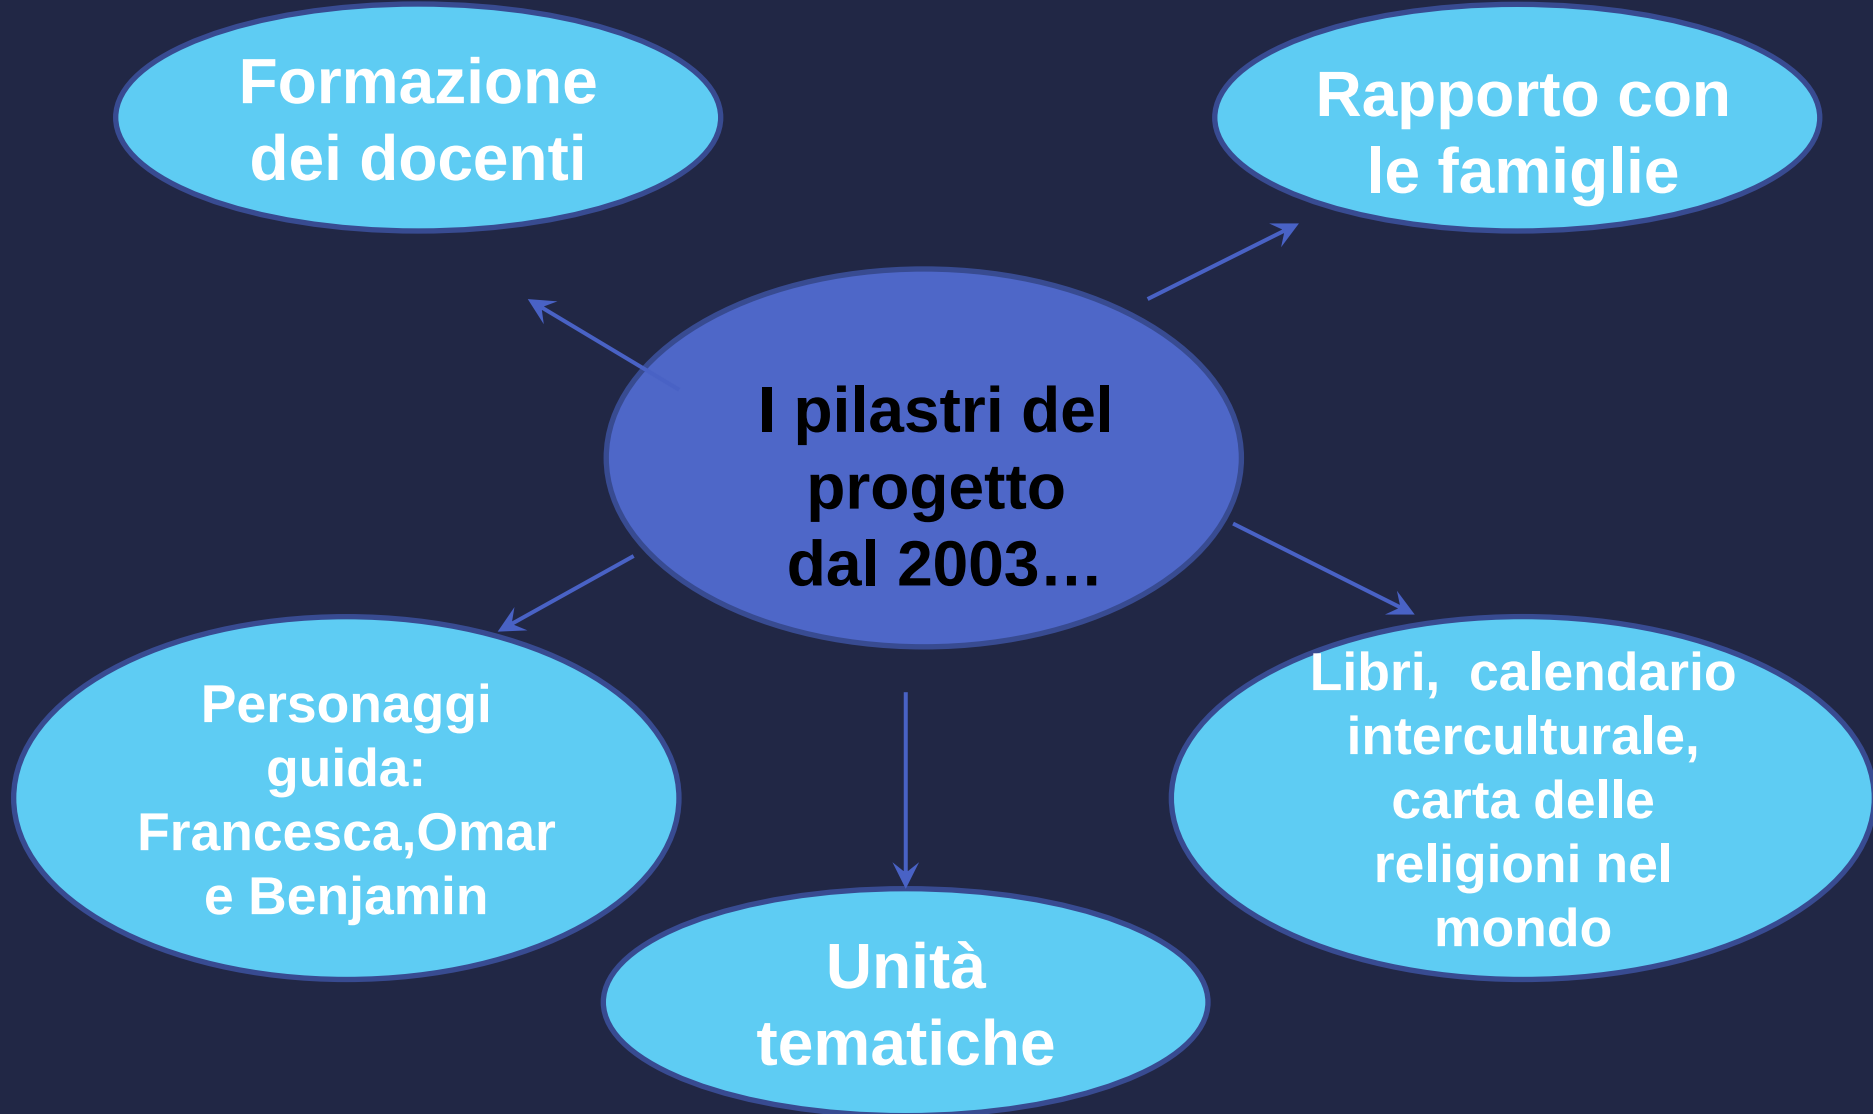 Formazione
dei docenti
Rapporto con
le famiglie
I pilastri del
progetto
dal 2003…
Personaggi
guida:
Francesca,Omar
e Benjamin
Libri,  calendario
interculturale,
carta delle
religioni nel
mondo
Unità
tematiche